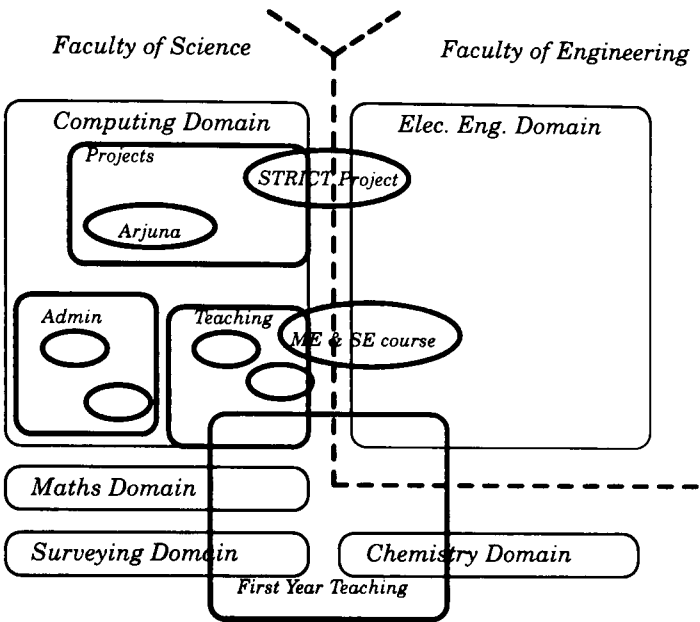 Faculty of Science
Faculty of Engineering
Computing Domain
Elec. Eng. Domain
Projects
STRICT Project
Arjuna
Admin
Teaching
ME & SE course
Maths Domain
Surveying Domain
Chemistry Domain
First Year Teaching